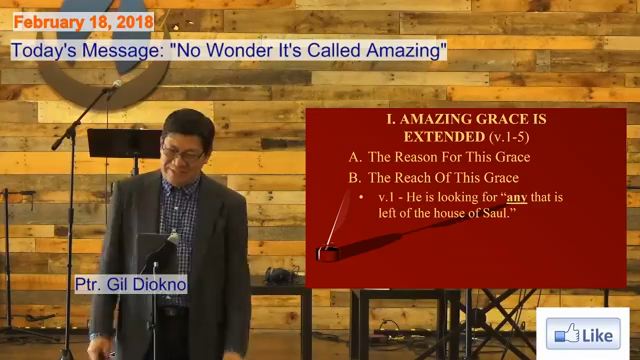 February 18, 2018
Today's Message: "No Wonder It's Called Amazing"
I. AMAZING GRACE IS
EXTENDED (v.1-5)
A. The Reason For This Grace
B. The Reach Of This Grace
• v.1 - He is looking for “any that is
left of the house of Saul.”
Ptr. Gil Diokno
Like